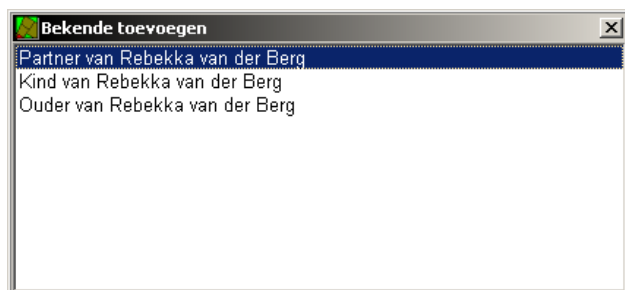 Bekende toevoegen
Partner van Rebekka van der Berg
Kind van Rebekka van der Berg
Ouder van Rebekka van der Berg